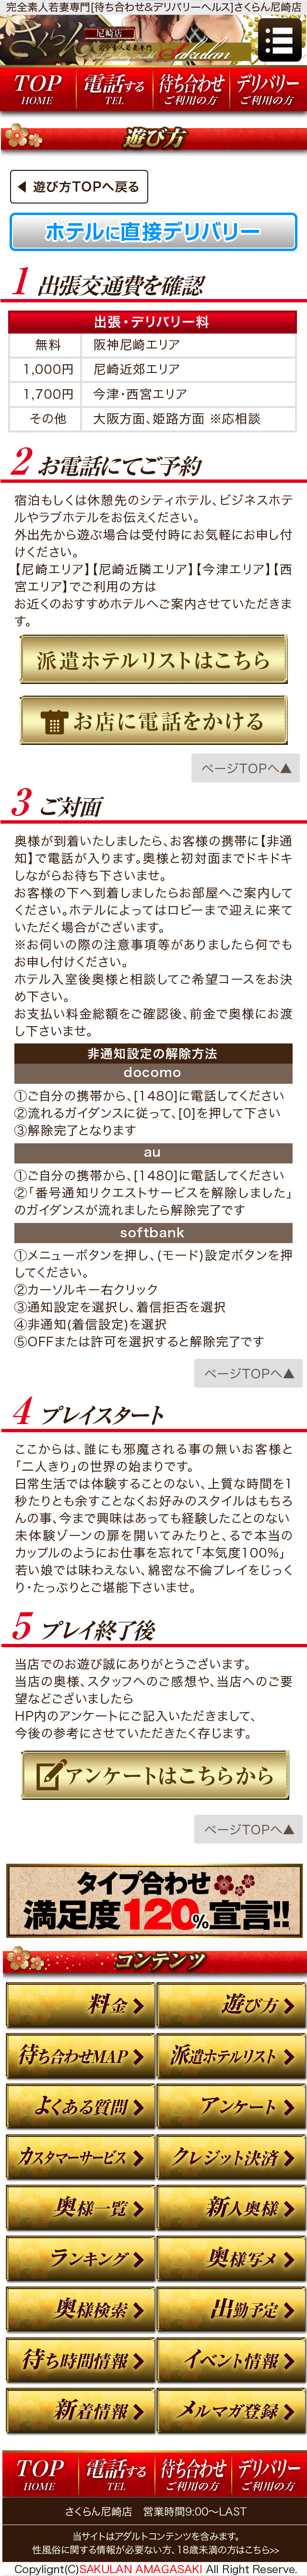 完全素人若妻専門[待ち合わせ&デリバリーヘルス]さくらん尼崎店
さくらん
尼崎店
完全素人若妻専門
Sakulan
TOP 電話する 待ち合わせ デリバリー
HOME TEL ご利用の方 ご利用の方
遊び方
◀ 遊び方TOPへ戻る
ホテルに直接デリバリー
1 出張交通費を確認
出張・デリバリー料
無料 阪神尼崎エリア
1,000円 尼崎近郊エリア
1,700円 今津・西宮エリア
その他 大阪方面、姫路方面 ※応相談
2 お電話にてご予約
宿泊もしくは休憩先のシティホテル、ビジネスホテ
ルやラブホテルをお伝えください。
外出先から遊ぶ場合は受付時にお気軽にお申し付
けください。
【尼崎エリア】【尼崎近隣エリア】【今津エリア】【西
宮エリア】でご利用の方は
お近くのおすすめホテルへご案内させていただきま
す。
派遣ホテルリストはこちら
お店に電話をかける
ページTOPへ▲
3 ご対面
奥様が到着いたしましたら、お客様の携帯に【非通
知】で電話が入ります。奥様と初対面までドキドキ
しながらお待ち下さいませ。
お客様の下へ到着しましたらお部屋へご案内して
ください。ホテルによってはロビーまで迎えに来て
いただく場合がございます。
※お伺いの際の注意事項等がありましたら何でも
お申し付けください。
ホテル入室後奥様と相談してご希望コースをお決
め下さい。
お支払い料金総額をご確認後、前金で奥様にお渡
し下さいませ。
非通知設定の解除方法
docomo
①ご自分の携帯から、[1480]に電話してください
②流れるガイダンスに従って、[0]を押して下さい
③解除完了となります
au
①ご自分の携帯から、[1480]に電話してください
②「番号通知リクエストサービスを解除しました」
のガイダンスが流れましたら解除完了です
softbank
①メニューボタンを押し、(モード)設定ボタンを押
してください。
②カーソルキー右クリック
③通知設定を選択し、着信拒否を選択
④非通知(着信設定)を選択
⑤OFFまたは許可を選択すると解除完了です
ページTOPへ▲
4 プレイスタート
ここからは、誰にも邪魔される事の無いお客様と
「二人きり」の世界の始まりです。
日常生活では体験することのない、上質な時間を1
秒たりとも余すことなくお好みのスタイルはもちろ
んの事、今まで興味はあっても経験したことのない
未体験ゾーンの扉を開いてみたりと、るで本当の
カップルのようにお仕事を忘れて「本気度100%」
若い娘では味わえない、綿密な不倫プレイをじっく
り・たっぷりとご堪能下さいませ。
5 プレイ終了後
当店でのお遊び誠にありがとうございます。
当店の奥様、スタッフへのご感想や、当店へのご要
望などございましたら
HP内のアンケートにご記入いただきまして、
今後の参考にさせていただきたく存じます。
アンケートはこちらから
ページTOPへ▲
タイプ合わせ
満足度120%宣言!!
コンテンツ
料金 遊び方
待ち合わせMAP 派遣ホテルリスト
よくある質問 アンケート
カスタマーサービス クレジット決済
奥様一覧 新人奥様
ランキング 奥様写メ
奥様検索 出勤予定
待ち時間情報 イベント情報
新着情報 メルマガ登録
TOP 電話する 待ち合わせ デリバリー
HOME TEL ご利用の方 ご利用の方
さくらん尼崎店 営業時間9:00〜LAST
当サイトはアダルトコンテンツを含みます。
性風俗に関する情報が必要ない方、18歳未満の方はこちら>>
Copylight(C)SAKULAN AMAGASAKI All Right Reserve.